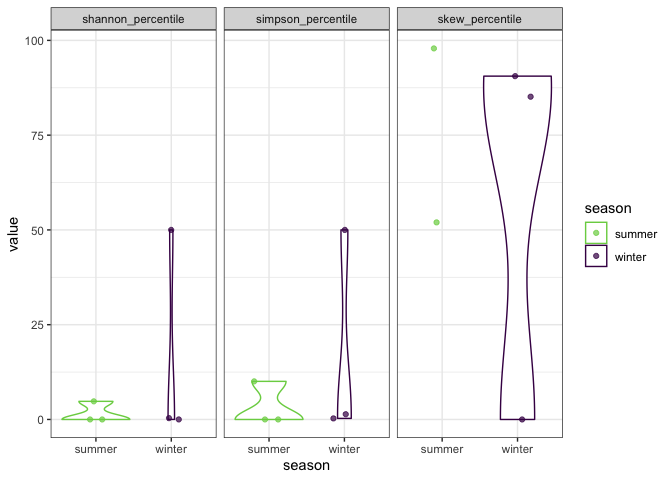 shannon_percentile simpson_percentile skew_percentile
100
75
50
25
0
value
summer winter summer winter summer winter
season
season
summer
winter